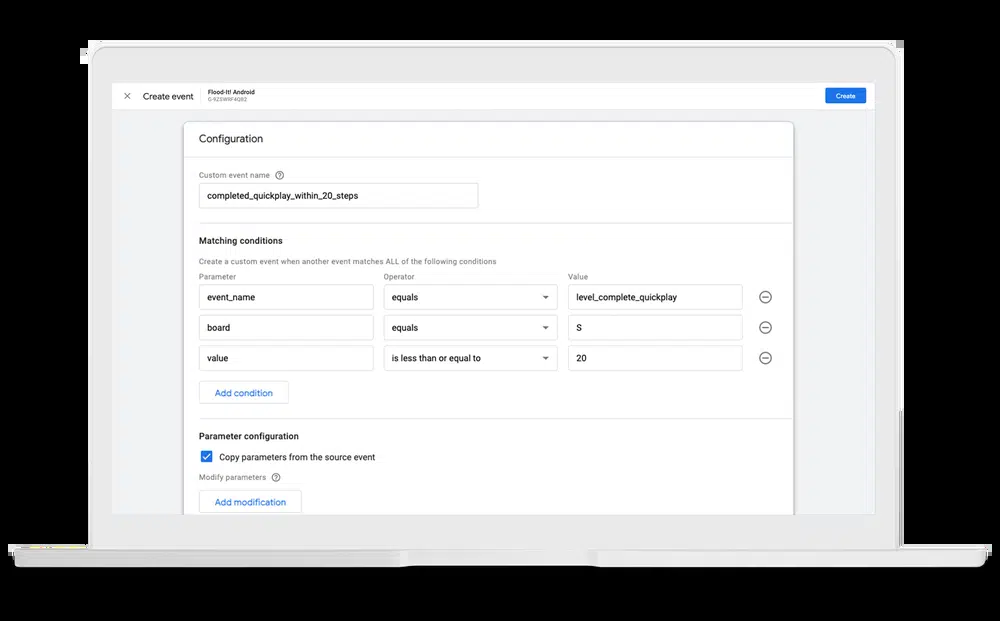 Create event
Flood-It! Android
Create
Configuration
Custom event name
completed_quickplay_within_20_steps
Matching conditions
Create a custom event when another event matches ALL of the following conditions
Parameter Operator Value
event_name equals level_complete_quickplay
board equals S
value is less than or equal to 20
Add condition
Parameter configuration
Copy parameters from the source event
Modify parameters
Add modification